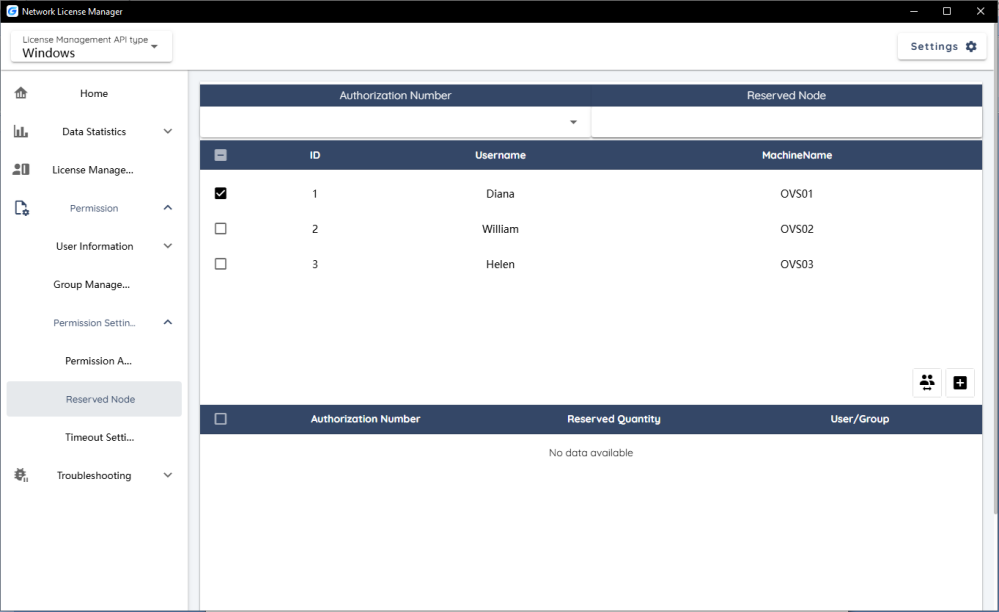 Network License Manager
License Management API type
Windows
Settings
Home
Data Statistics
License Manage...
Permission
User Information
Group Manage...
Permission Settin...
Permission A...
Reserved Node
Timeout Setti...
Troubleshooting
Authorization Number Reserved Node
ID Username MachineName
1 Diana OVS01
2 William OVS02
3 Helen OVS03
Authorization Number Reserved Quantity User/Group
No data available